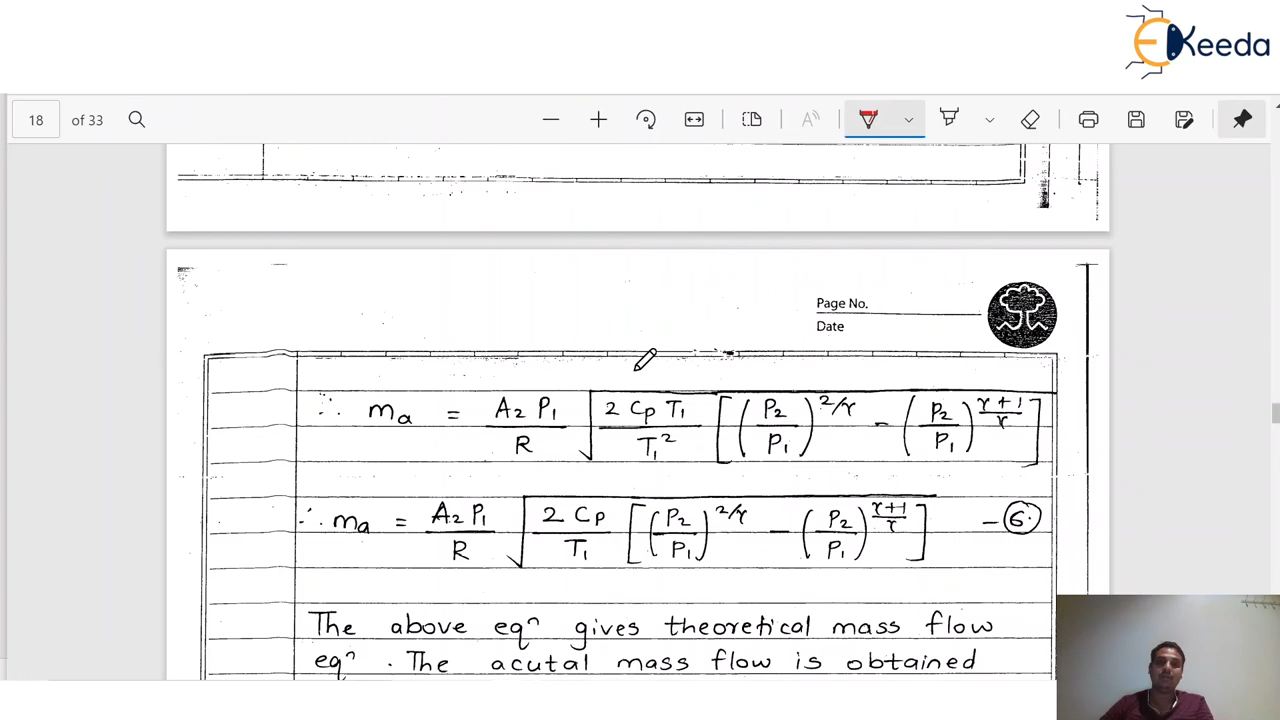 EKeeda
18 of 33
Page No.
Date
∴ ma = A2 P1 / R √( 2 Cp T1 / T1² [ (P2/P1)^2/r - (P2/P1)^(r+1)/r ] )
∴ ma = A2 P1 / R √( 2 Cp / T1 [ (P2/P1)^2/r - (P2/P1)^(r+1)/r ] ) - 6.
The above eqn gives theoretical mass flow
eqn . The acutal mass flow is obtained